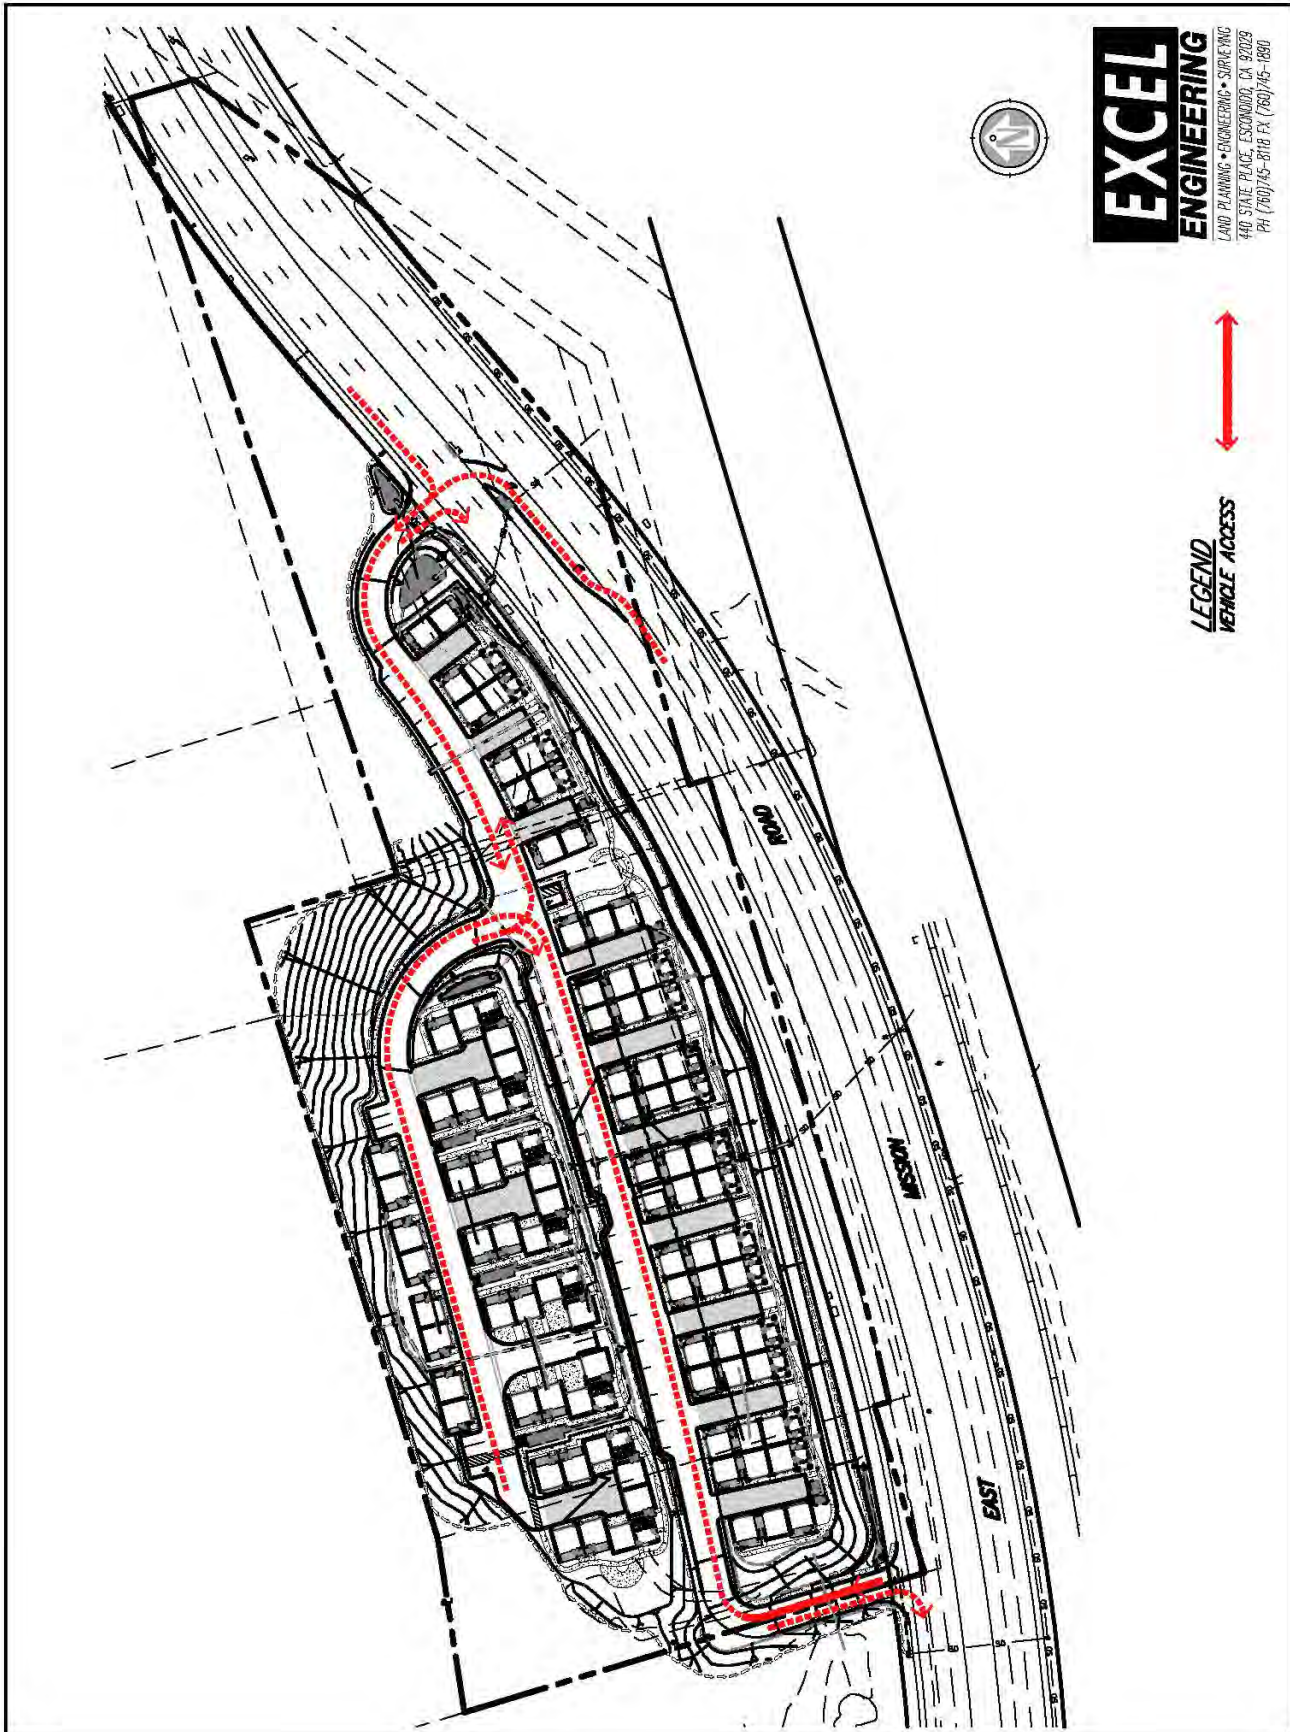 EXCEL
ENGINEERING
LAND PLANNING • ENGINEERING • SURVEYING
440 STATE PLACE, ESCONDIDO, CA 92029
PH (760)745-8118 FX (760)745-1890
N
LEGEND
VEHICLE ACCESS
EAST
MISSION
ROAD